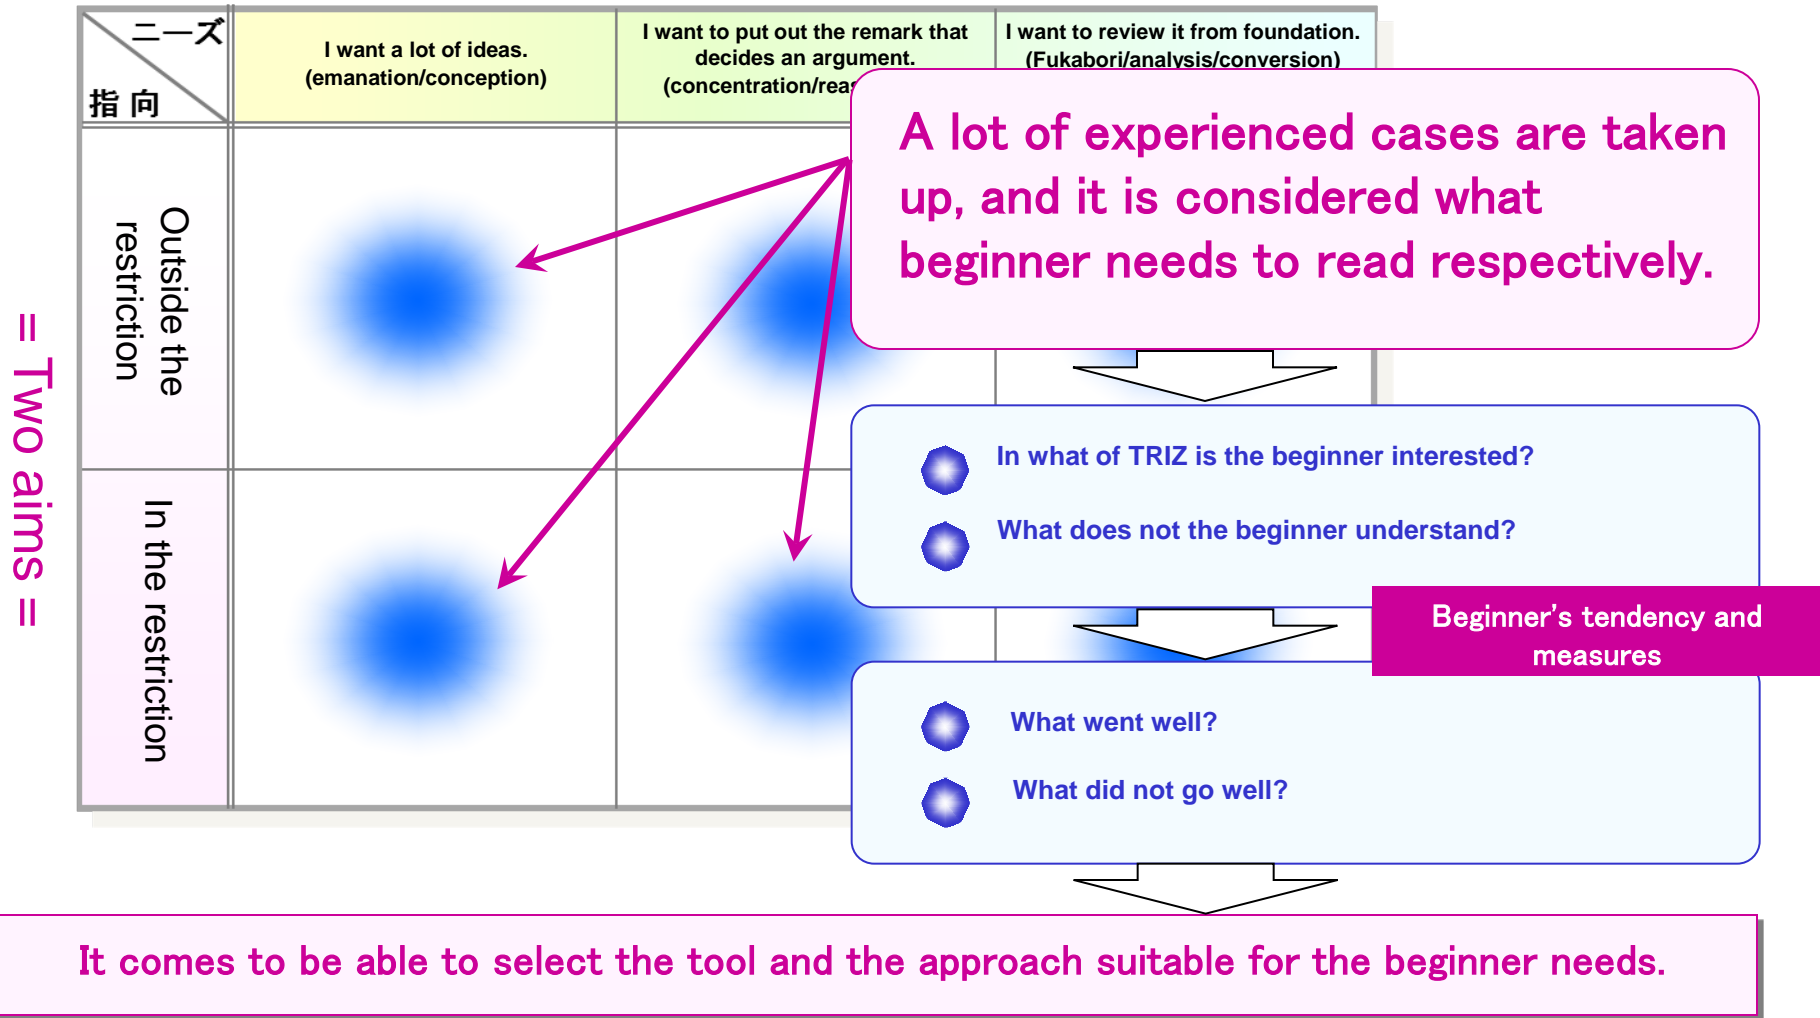 ニーズ
指 向
I want a lot of ideas.
(emanation/conception)
I want to put out the remark that
decides an argument.
(concentration/reas
I want to review it from foundation.
(Fukabori/analysis/conversion)
A lot of experienced cases are taken
up, and it is considered what
beginner needs to read respectively.
= Two aims =
Outside the
restriction
In the restriction
In what of TRIZ is the beginner interested?
What does not the beginner understand?
Beginner's tendency and
measures
What went well?
What did not go well?
It comes to be able to select the tool and the approach suitable for the beginner needs.